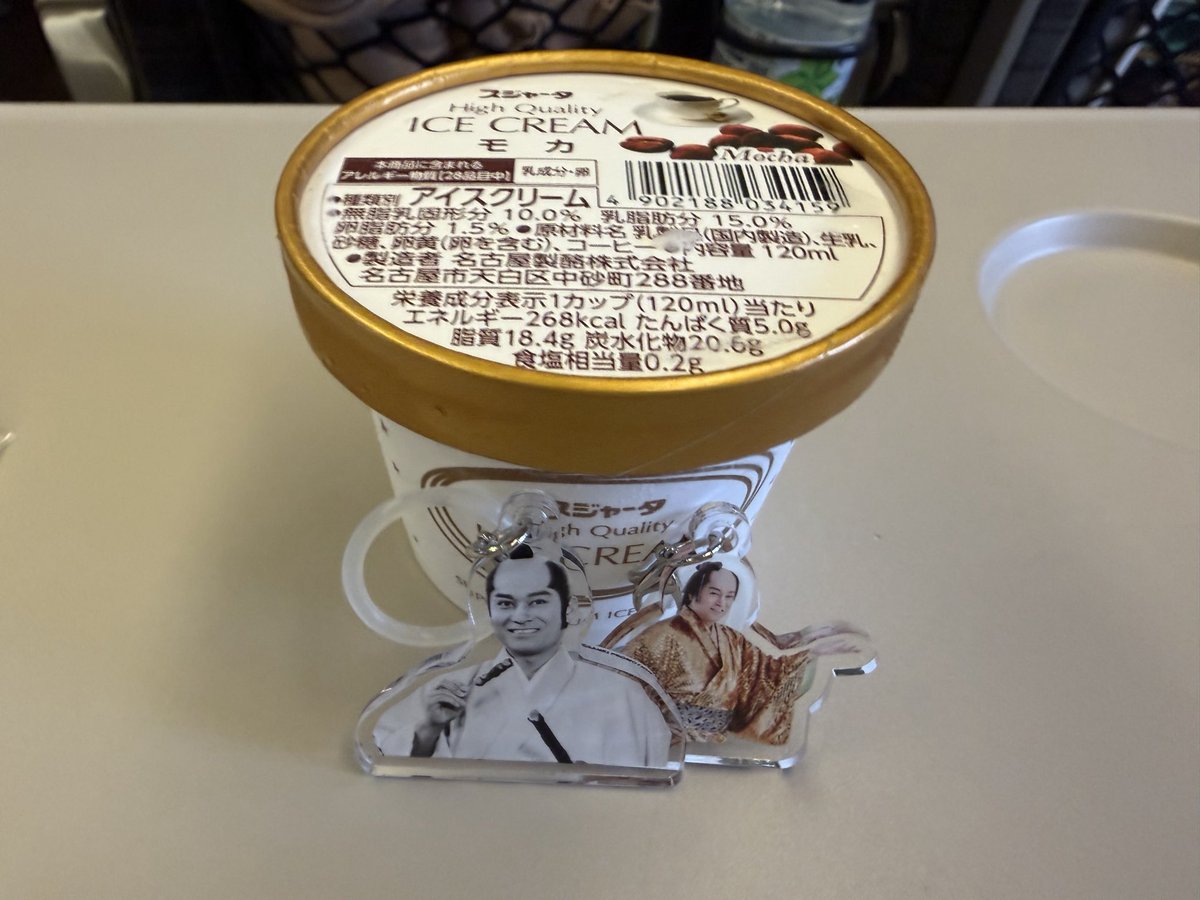 スジャータ
High Quality
ICE CREAM
モカ
Mocha
本商品に含まれる
アレルギー物質【28品目中】
乳成分・卵
4 902188 034159
●種類別 アイスクリーム
●無脂乳固形分 10.0% 乳脂肪分 15.0%
卵脂肪分 1.5% ●原材料名 (国内製造)、生乳、
砂糖、卵黄(卵を含む)、コーヒー 内容量 120ml
●製造者 名古屋製酪株式会社
名古屋市天白区中砂町288番地
栄養成分表示1カップ(120ml)当たり
エネルギー268kcal たんぱく質5.0g
脂質18.4g 炭水化物20.6g
食塩相当量0.2g
スジャータ
High Quality
CREA
ICE